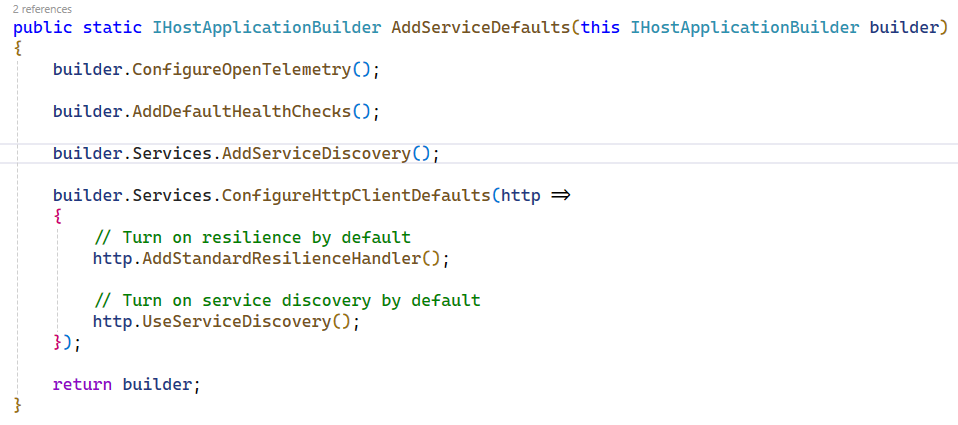 2 references
public static IHostApplicationBuilder AddServiceDefaults(this IHostApplicationBuilder builder)
{
    builder.ConfigureOpenTelemetry();
    builder.AddDefaultHealthChecks();
    builder.Services.AddServiceDiscovery();
    builder.Services.ConfigureHttpClientDefaults(http =>
    {
        // Turn on resilience by default
        http.AddStandardResilienceHandler();
        // Turn on service discovery by default
        http.UseServiceDiscovery();
    });
    return builder;
}